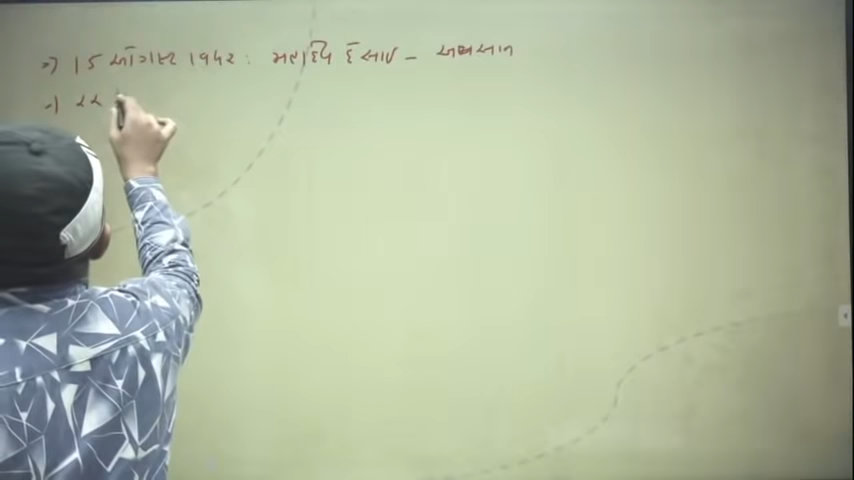 => 15 ઓગસ્ટ 1942 : મહાદેવ દેસાઈ – અવસાન
=> 22